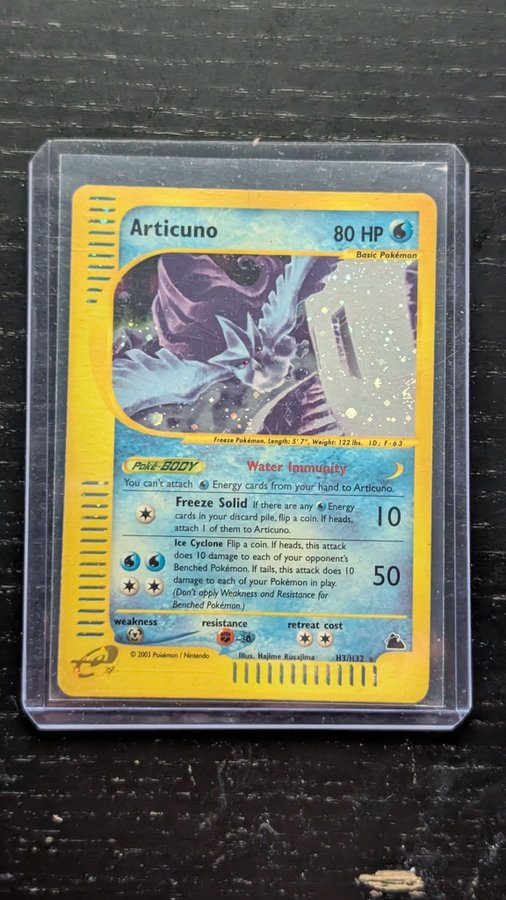 Articuno 80 HP
Basic Pokémon
Freeze Pokémon. Length: 5' 7", Weight: 122 lbs. ID: F-63
Poké-BODY Water Immunity
You can't attach Energy cards from your hand to Articuno.
Freeze Solid If there are any Energy
cards in your discard pile, flip a coin. If heads,
attach 1 of them to Articuno.
10
Ice Cyclone Flip a coin. If heads, this attack
does 10 damage to each of your opponent's
Benched Pokémon. If tails, this attack does 10
damage to each of your Pokémon in play.
(Don't apply Weakness and Resistance for
Benched Pokémon.)
50
weakness resistance retreat cost
-30
© 2003 Pokémon / Nintendo Illus. Hajime Kusajima H3/H32 ★